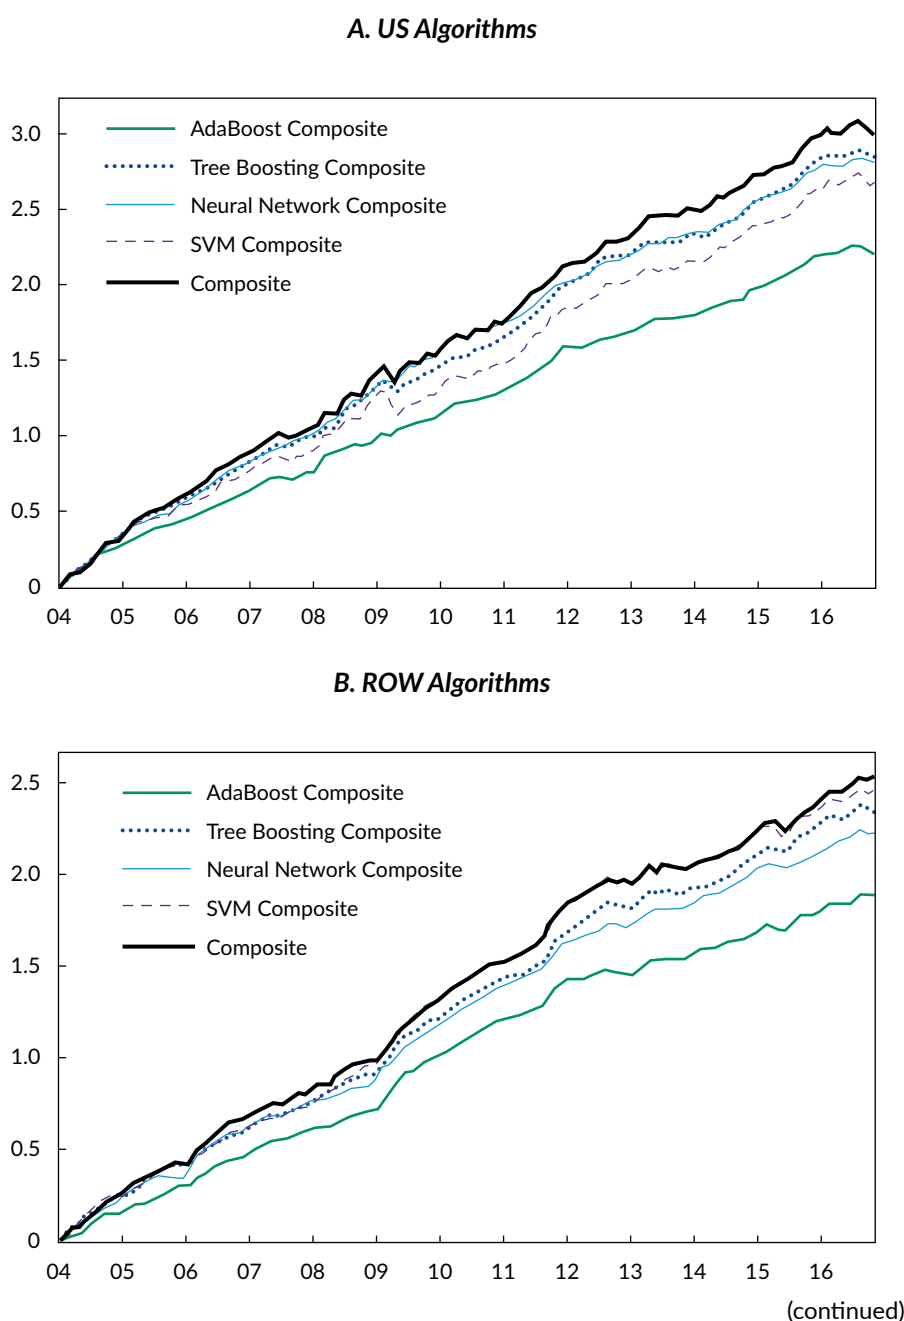 A. US Algorithms
3.0
2.5
2.0
1.5
1.0
0.5
0
AdaBoost Composite
Tree Boosting Composite
Neural Network Composite
SVM Composite
Composite
04 05 06 07 08 09 10 11 12 13 14 15 16
B. ROW Algorithms
2.5
2.0
1.5
1.0
0.5
0
AdaBoost Composite
Tree Boosting Composite
Neural Network Composite
SVM Composite
Composite
04 05 06 07 08 09 10 11 12 13 14 15 16
(continued)